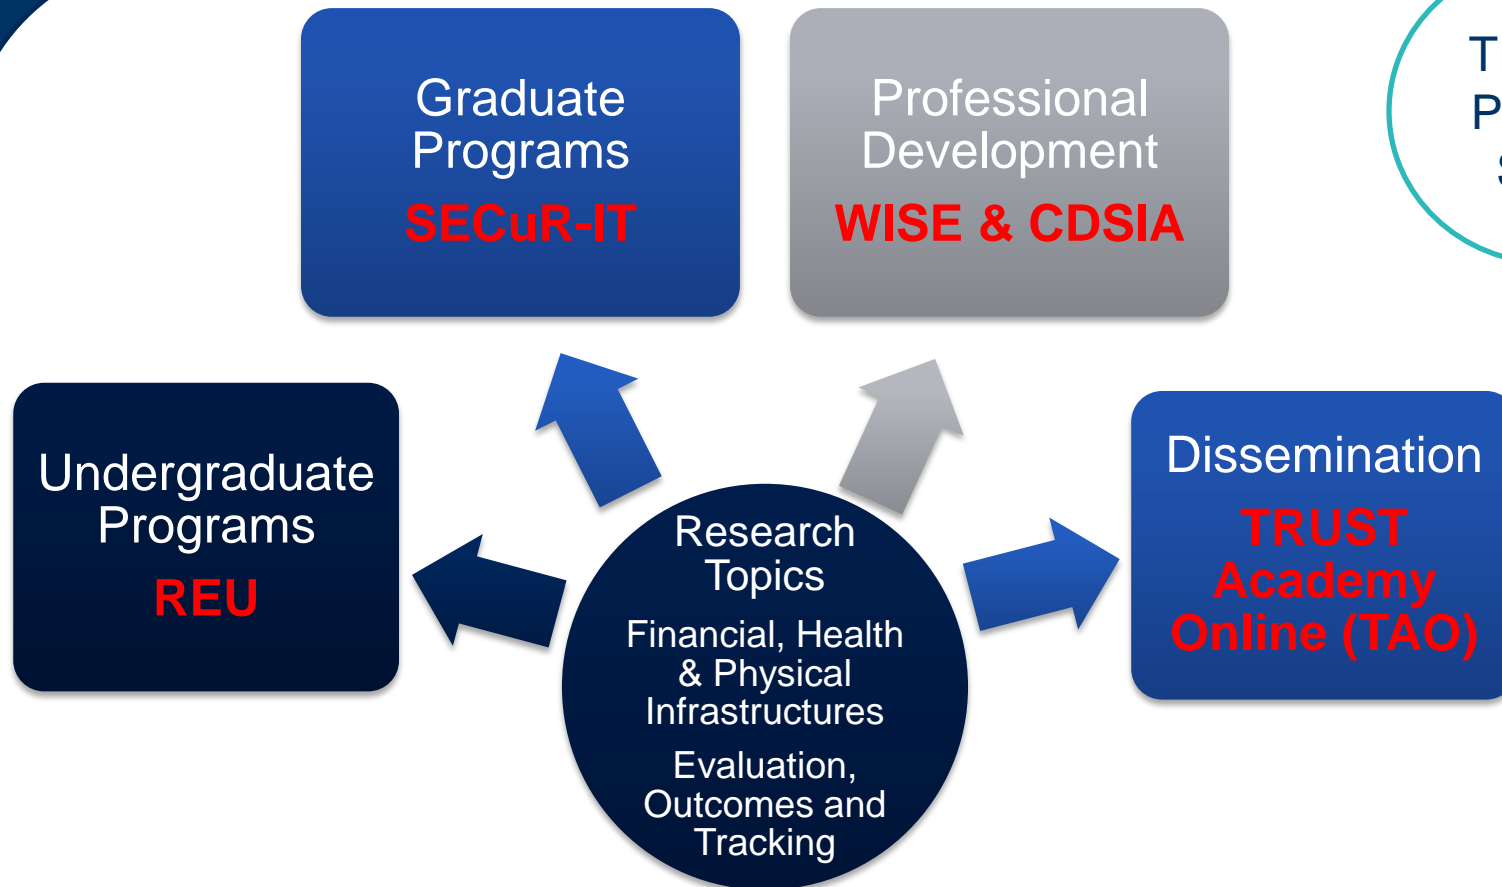 Graduate
Programs
SECuR-IT
Professional
Development
WISE & CDSIA
Undergraduate
Programs
REU
Research
Topics
Financial, Health
& Physical
Infrastructures
Evaluation,
Outcomes and
Tracking
Dissemination
TRUST
Academy
Online (TAO)